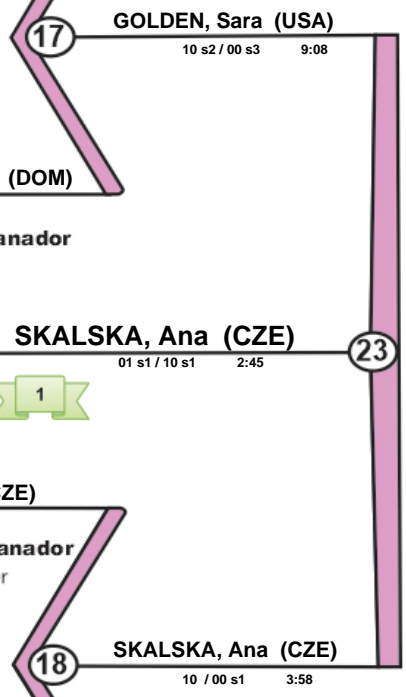 17
GOLDEN, Sara (USA)
10 s2 / 00 s3 9:08
(DOM)
anador
SKALSKA, Ana (CZE)
01 s1 / 10 s1 2:45
23
1
ZE)
anador
r
18
SKALSKA, Ana (CZE)
10 / 00 s1 3:58